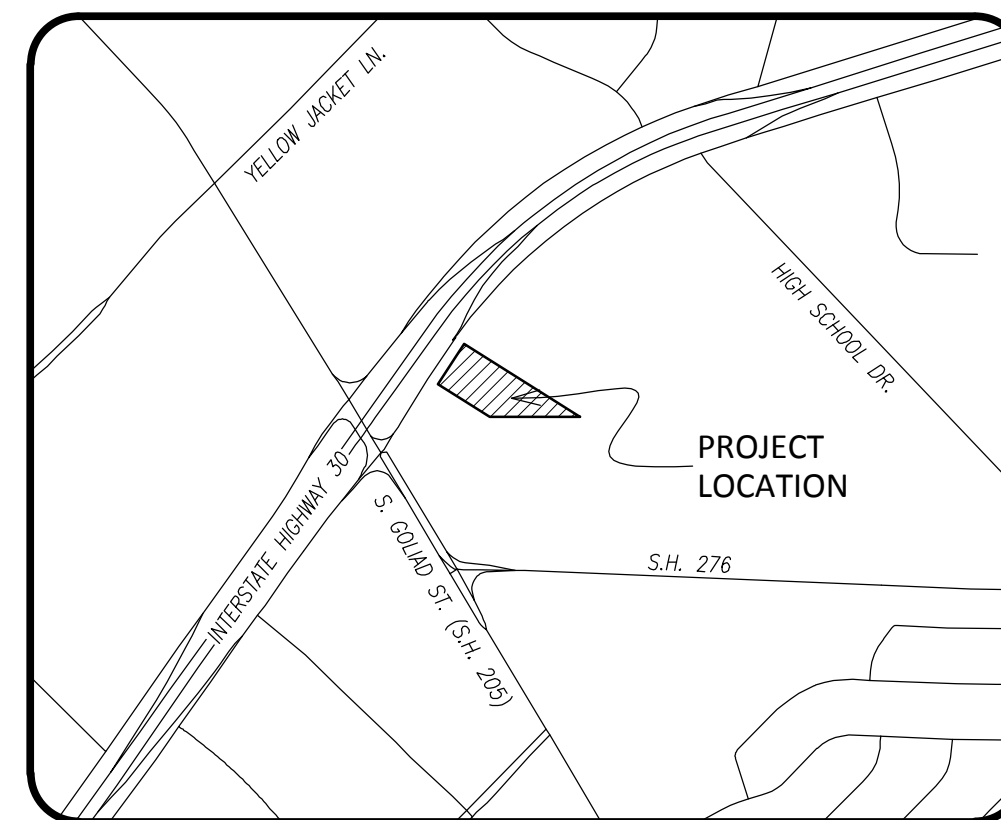 YELLOW JACKET LN.
HIGH SCHOOL DR.
PROJECT
LOCATION
INTERSTATE HIGHWAY 30
S. GOLIAD ST. (S.H. 205)
S.H. 276